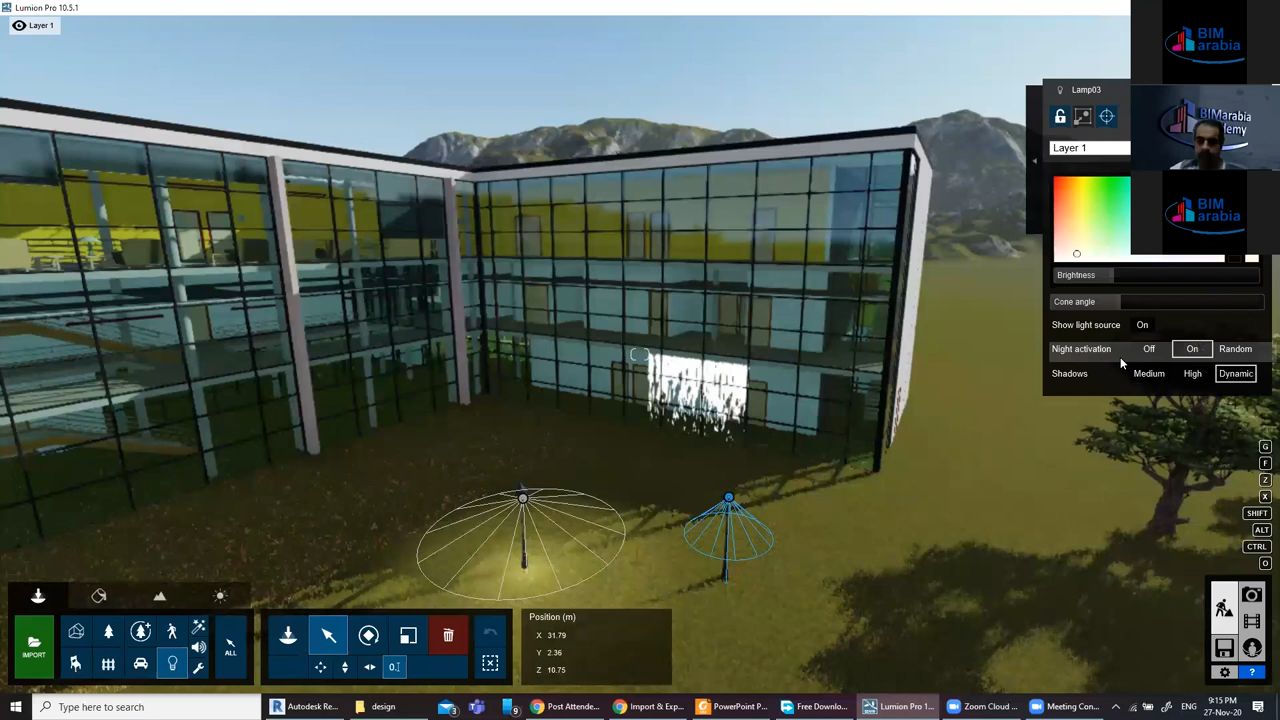 Lumion Pro 10.5.1
Layer 1
BIM
arabia
Lamp03
BIMarabia
Academy
Layer 1
BIM
arabia
Brightness
Cone angle
Show light source On
Night activation Off On Random
Shadows Medium High Dynamic
G
F
Z
X
SHIFT
ALT
CTRL
O
IMPORT
ALL
Position (m)
X 31.79
Y 2.36
Z 10.75
Type here to search
Autodesk Re...
design
3
9
Post Attende...
Import & Exp...
PowerPoint P...
Free Downlo...
Lumion Pro 1...
Zoom Cloud ...
Meeting Con...
9:15 PM
27-Nov-20